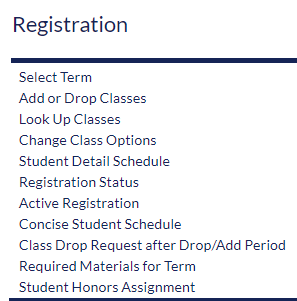 Registration
Select Term
Add or Drop Classes
Look Up Classes
Change Class Options
Student Detail Schedule
Registration Status
Active Registration
Concise Student Schedule
Class Drop Request after Drop/Add Period
Required Materials for Term
Student Honors Assignment